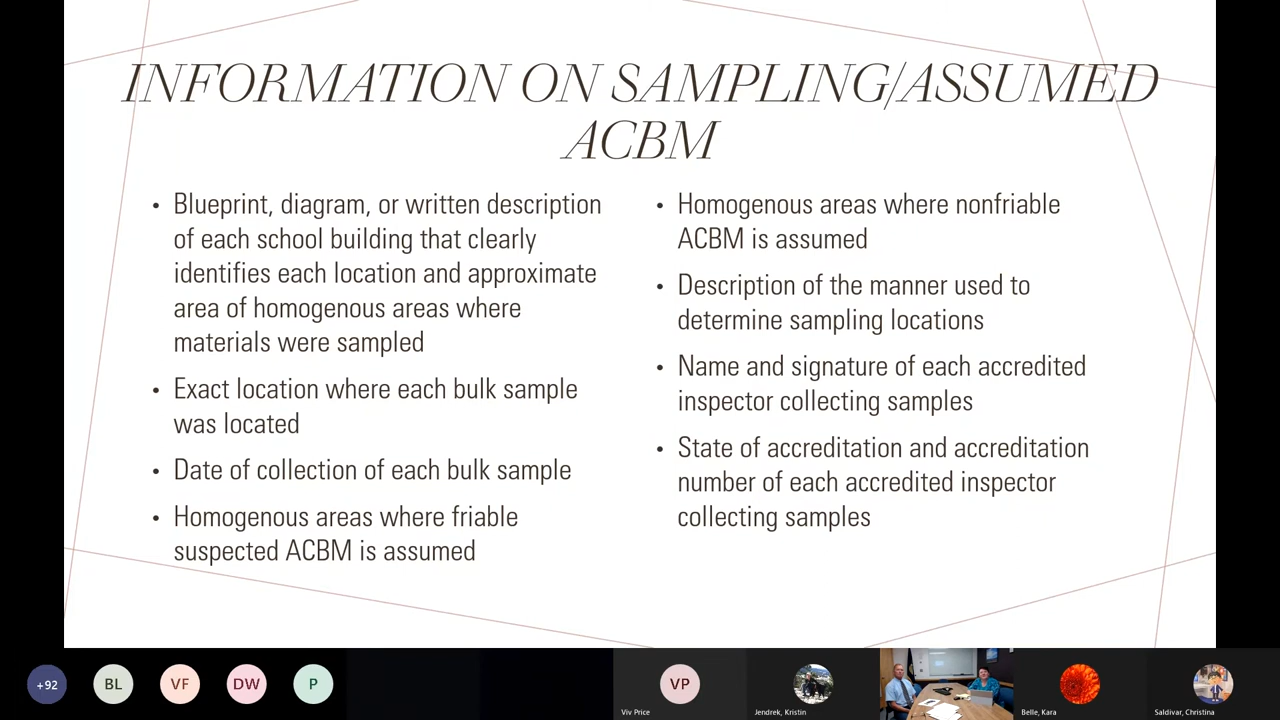 INFORMATION ON SAMPLING/ASSUMED
ACBM
• Blueprint, diagram, or written description
of each school building that clearly
identifies each location and approximate
area of homogenous areas where
materials were sampled
• Exact location where each bulk sample
was located
• Date of collection of each bulk sample
• Homogenous areas where friable
suspected ACBM is assumed
• Homogenous areas where nonfriable
ACBM is assumed
• Description of the manner used to
determine sampling locations
• Name and signature of each accredited
inspector collecting samples
• State of accreditation and accreditation
number of each accredited inspector
collecting samples
+92
BL
VF
DW
P
VP
Viv Price
Jendrek, Kristin
Belle, Kara
Saldivar, Christina